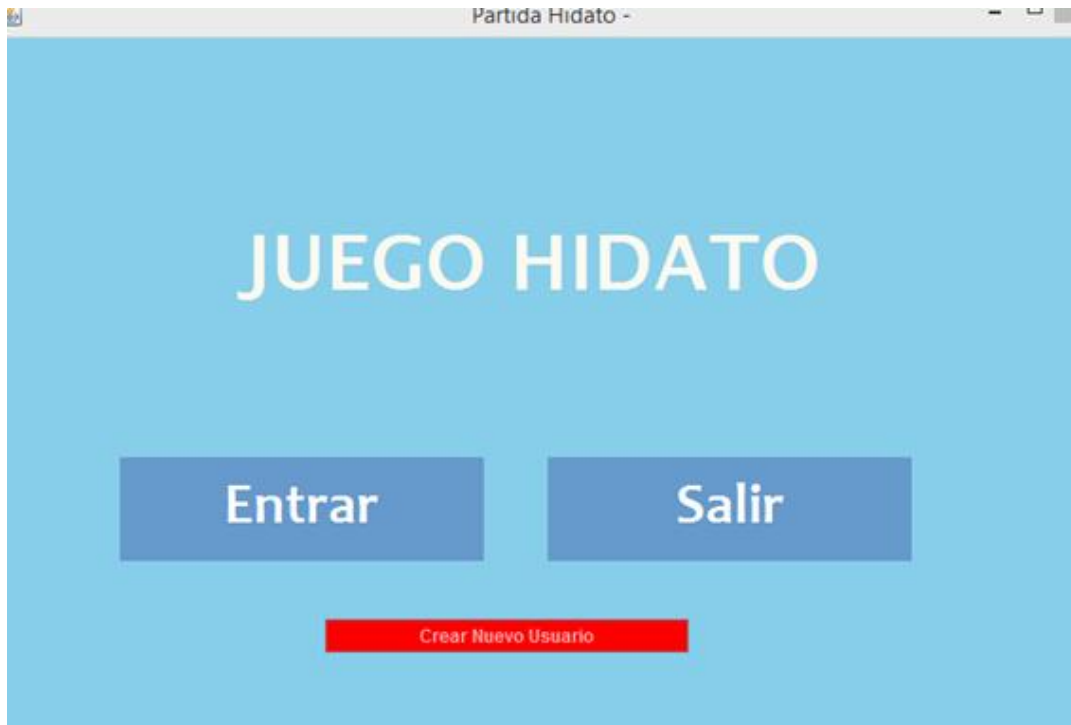 Partida Hidato -
JUEGO HIDATO
Entrar
Salir
Crear Nuevo Usuario